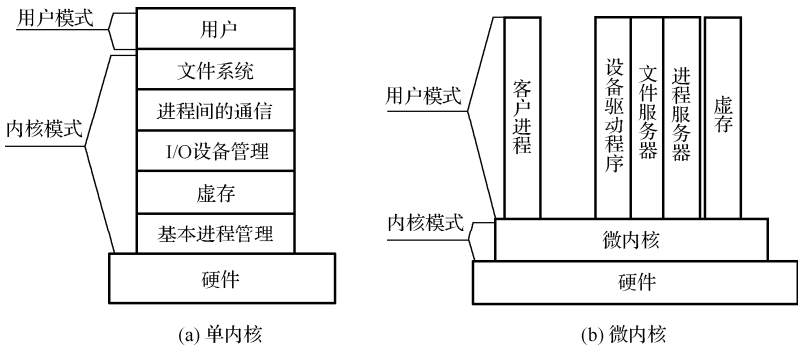 用户模式
用户
文件系统
进程间的通信
内核模式
I/O设备管理
虚存
基本进程管理
硬件
(a) 单内核
用户模式
客户进程
设备驱动程序
文件服务器
进程服务器
虚存
内核模式
微内核
硬件
(b) 微内核